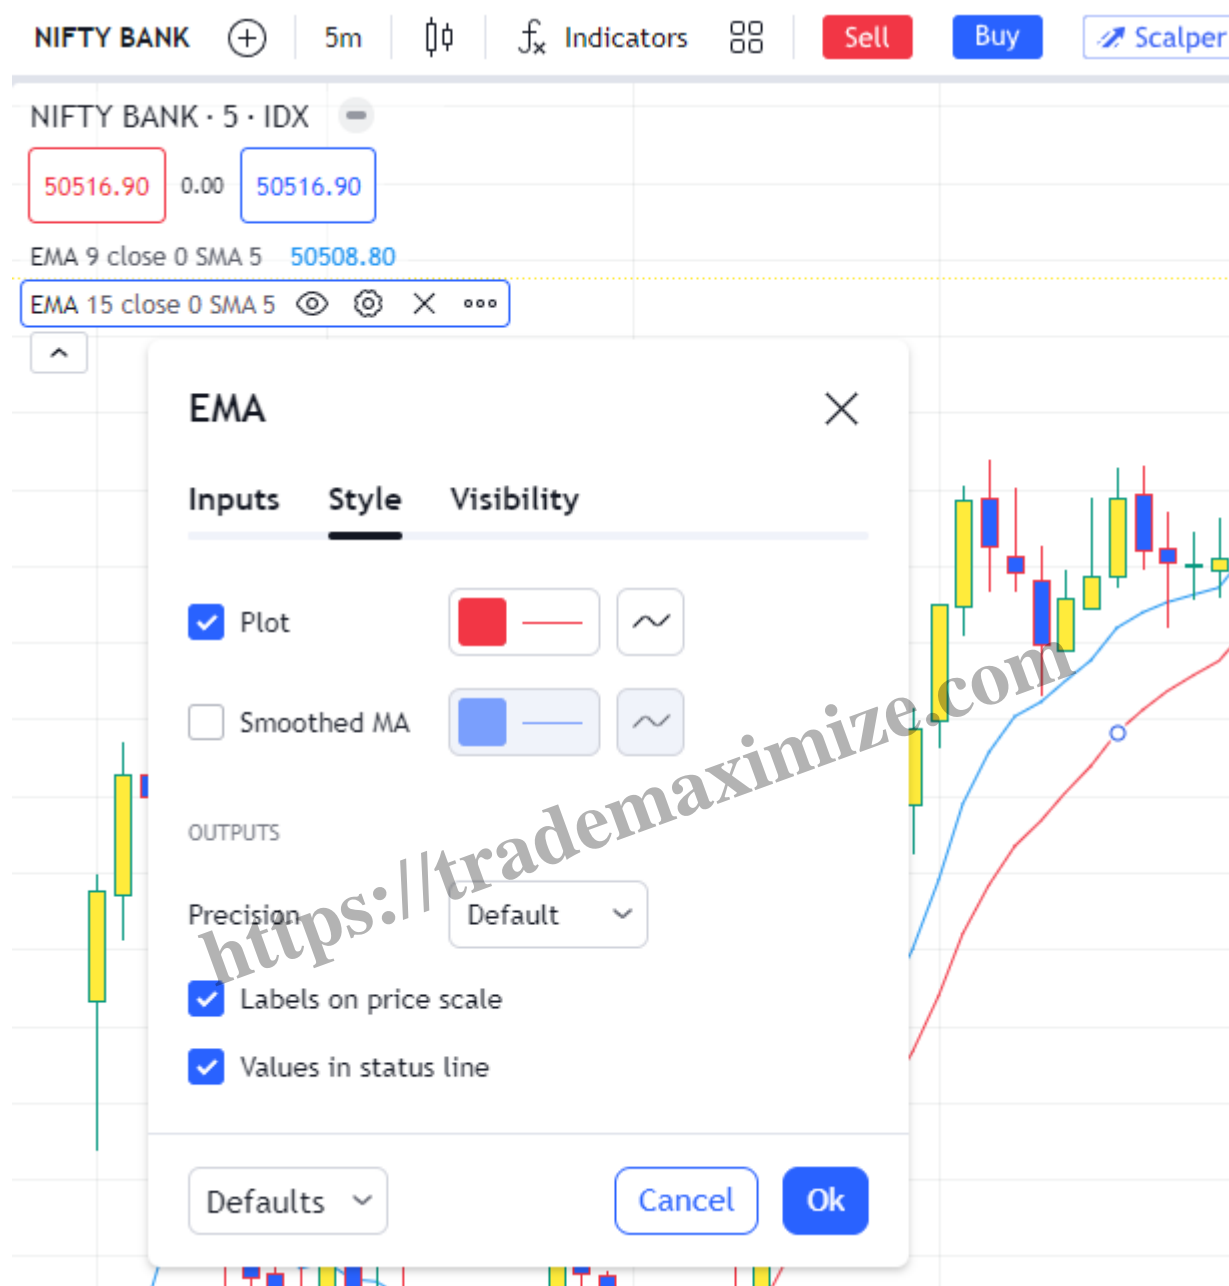 NIFTY BANK 5m Indicators Sell Buy Scalper
NIFTY BANK · 5 · IDX
50516.90 0.00 50516.90
EMA 9 close 0 SMA 5 50508.80
EMA 15 close 0 SMA 5
EMA
Inputs Style Visibility
Plot
Smoothed MA
OUTPUTS
Precision Default
https://trademaximize.com
Labels on price scale
Values in status line
Defaults Cancel Ok